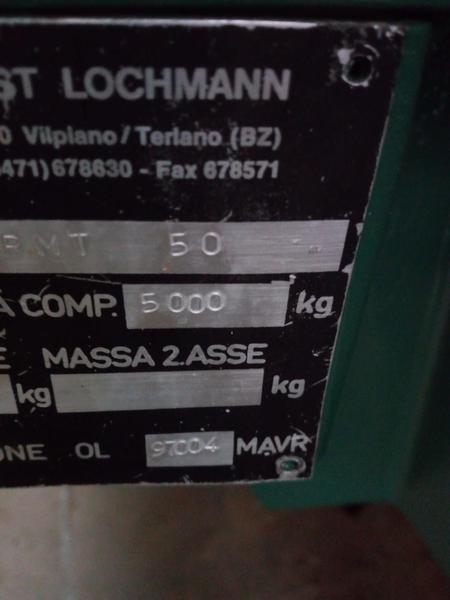 ST LOCHMANN
0 Vilpiano/Terlano (BZ)
471)678630 - Fax 678571
RMT 50
A COMP. 5000 kg
E MASSA 2.ASSE
kg kg
ONE OL 97004 MAVR